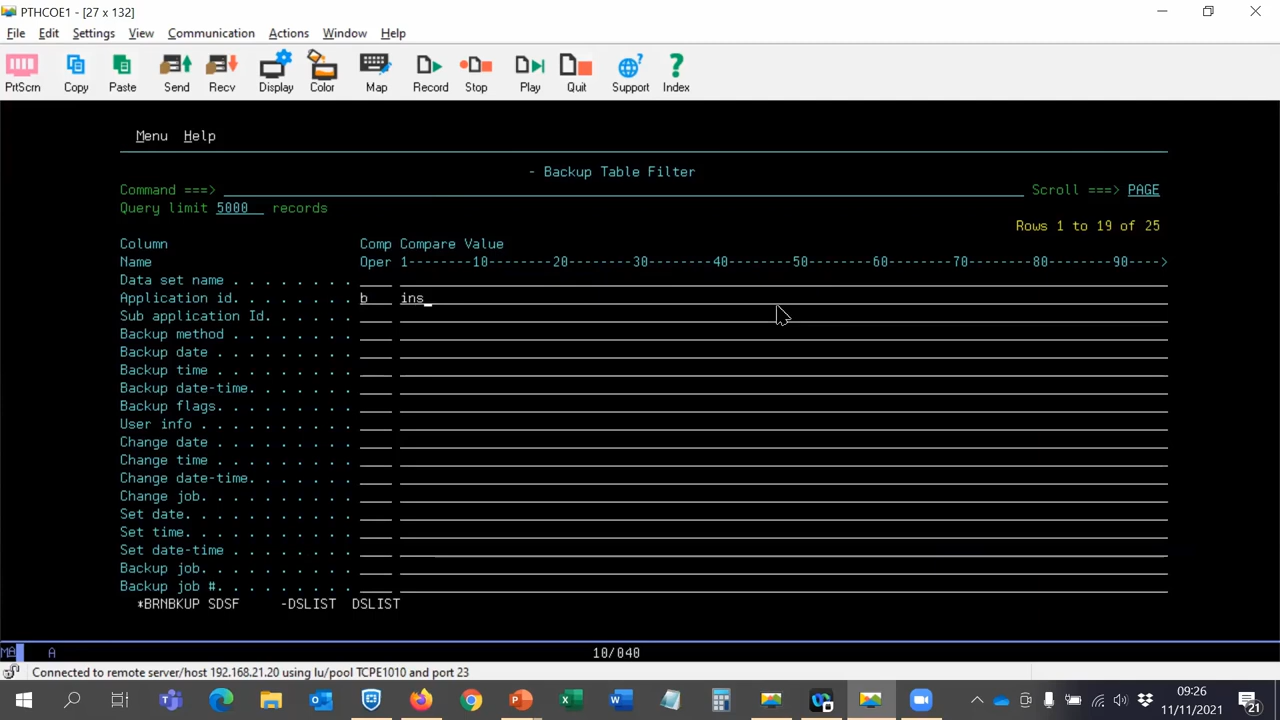 PTHCOE1 - [27 x 132]
File Edit Settings View Communication Actions Window Help
PrtScrn Copy Paste Send Recv Display Color Map Record Stop Play Quit Support Index
Menu Help
- Backup Table Filter
Command ===> Scroll ===> PAGE
Query limit 5000 records
Rows 1 to 19 of 25
Column Comp Compare Value
Name Oper 1-------10--------20--------30--------40--------50--------60--------70--------80--------90---->
Data set name . . . . . . . .
Application id. . . . . . . . b ins_
Sub application Id. . . . . .
Backup method . . . . . . . .
Backup date . . . . . . . . .
Backup time . . . . . . . . .
Backup date-time. . . . . . .
Backup flags. . . . . . . . .
User info . . . . . . . . . .
Change date . . . . . . . . .
Change time . . . . . . . . .
Change date-time. . . . . . .
Change job. . . . . . . . . .
Set date. . . . . . . . . . .
Set time. . . . . . . . . . .
Set date-time . . . . . . . .
Backup job. . . . . . . . . .
Backup job #. . . . . . . . .
*BRNBKUP SDSF -DSLIST DSLIST
MA A 10/040
Connected to remote server/host 192.168.21.20 using lu/pool TCPE1010 and port 23
09:26
11/11/2021
21